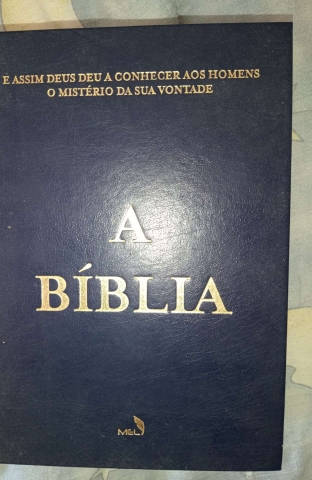 E ASSIM DEUS DEU A CONHECER AOS HOMENS
O MISTÉRIO DA SUA VONTADE
A
BÍBLIA
MEL